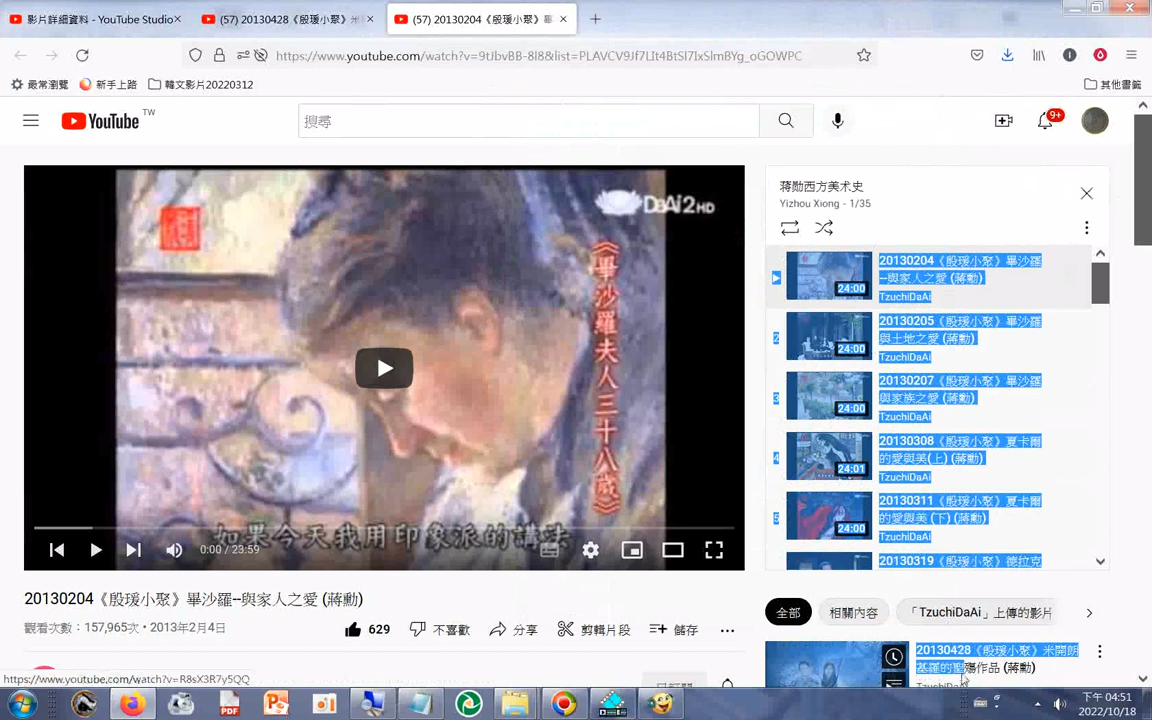 影片詳細資料 - YouTube Studio
(57) 20130428《殷瑗小聚》米
(57) 20130204《殷瑗小聚》畢
https://www.youtube.com/watch?v=9tJbvBB-8l8&list=PLAVCV9Jf7LIt4BtSl7IxSlmBYg_oGOWPC
最常瀏覽
新手上路
韓文影片20220312
其他書籤
YouTube
TW
搜尋
9+
DaAi2HD
《畢沙羅夫人三十八歲》
如果今天我用印象派的講法
0:00 / 23:59
蒋勋西方美术史
Yizhou Xiong - 1/35
20130204《殷瑗小聚》畢沙羅
--與家人之愛 (蔣勳)
TzuchiDaAi
24:00
2
20130205《殷瑗小聚》畢沙羅
與土地之愛 (蔣勳)
TzuchiDaAi
24:00
3
20130207《殷瑗小聚》畢沙羅
與家族之愛 (蔣勳)
TzuchiDaAi
24:00
4
20130308《殷瑗小聚》夏卡爾
的愛與美(上) (蔣勳)
TzuchiDaAi
24:01
5
20130311《殷瑗小聚》夏卡爾
的愛與美 (下) (蔣勳)
TzuchiDaAi
24:00
20130319《殷瑗小聚》德拉克
20130204《殷瑗小聚》畢沙羅--與家人之愛 (蔣勳)
觀看次數：157,965次 • 2013年2月4日
629
不喜歡
分享
剪輯片段
儲存
全部
相關內容
「TzuchiDaAi」上傳的影片
20130428《殷瑗小聚》米開朗
基羅的聖殤作品 (蔣勳)
TzuchiDaAi
https://www.youtube.com/watch?v=R8sX3R7y5QQ
已訂閱
下午 04:51
2022/10/18